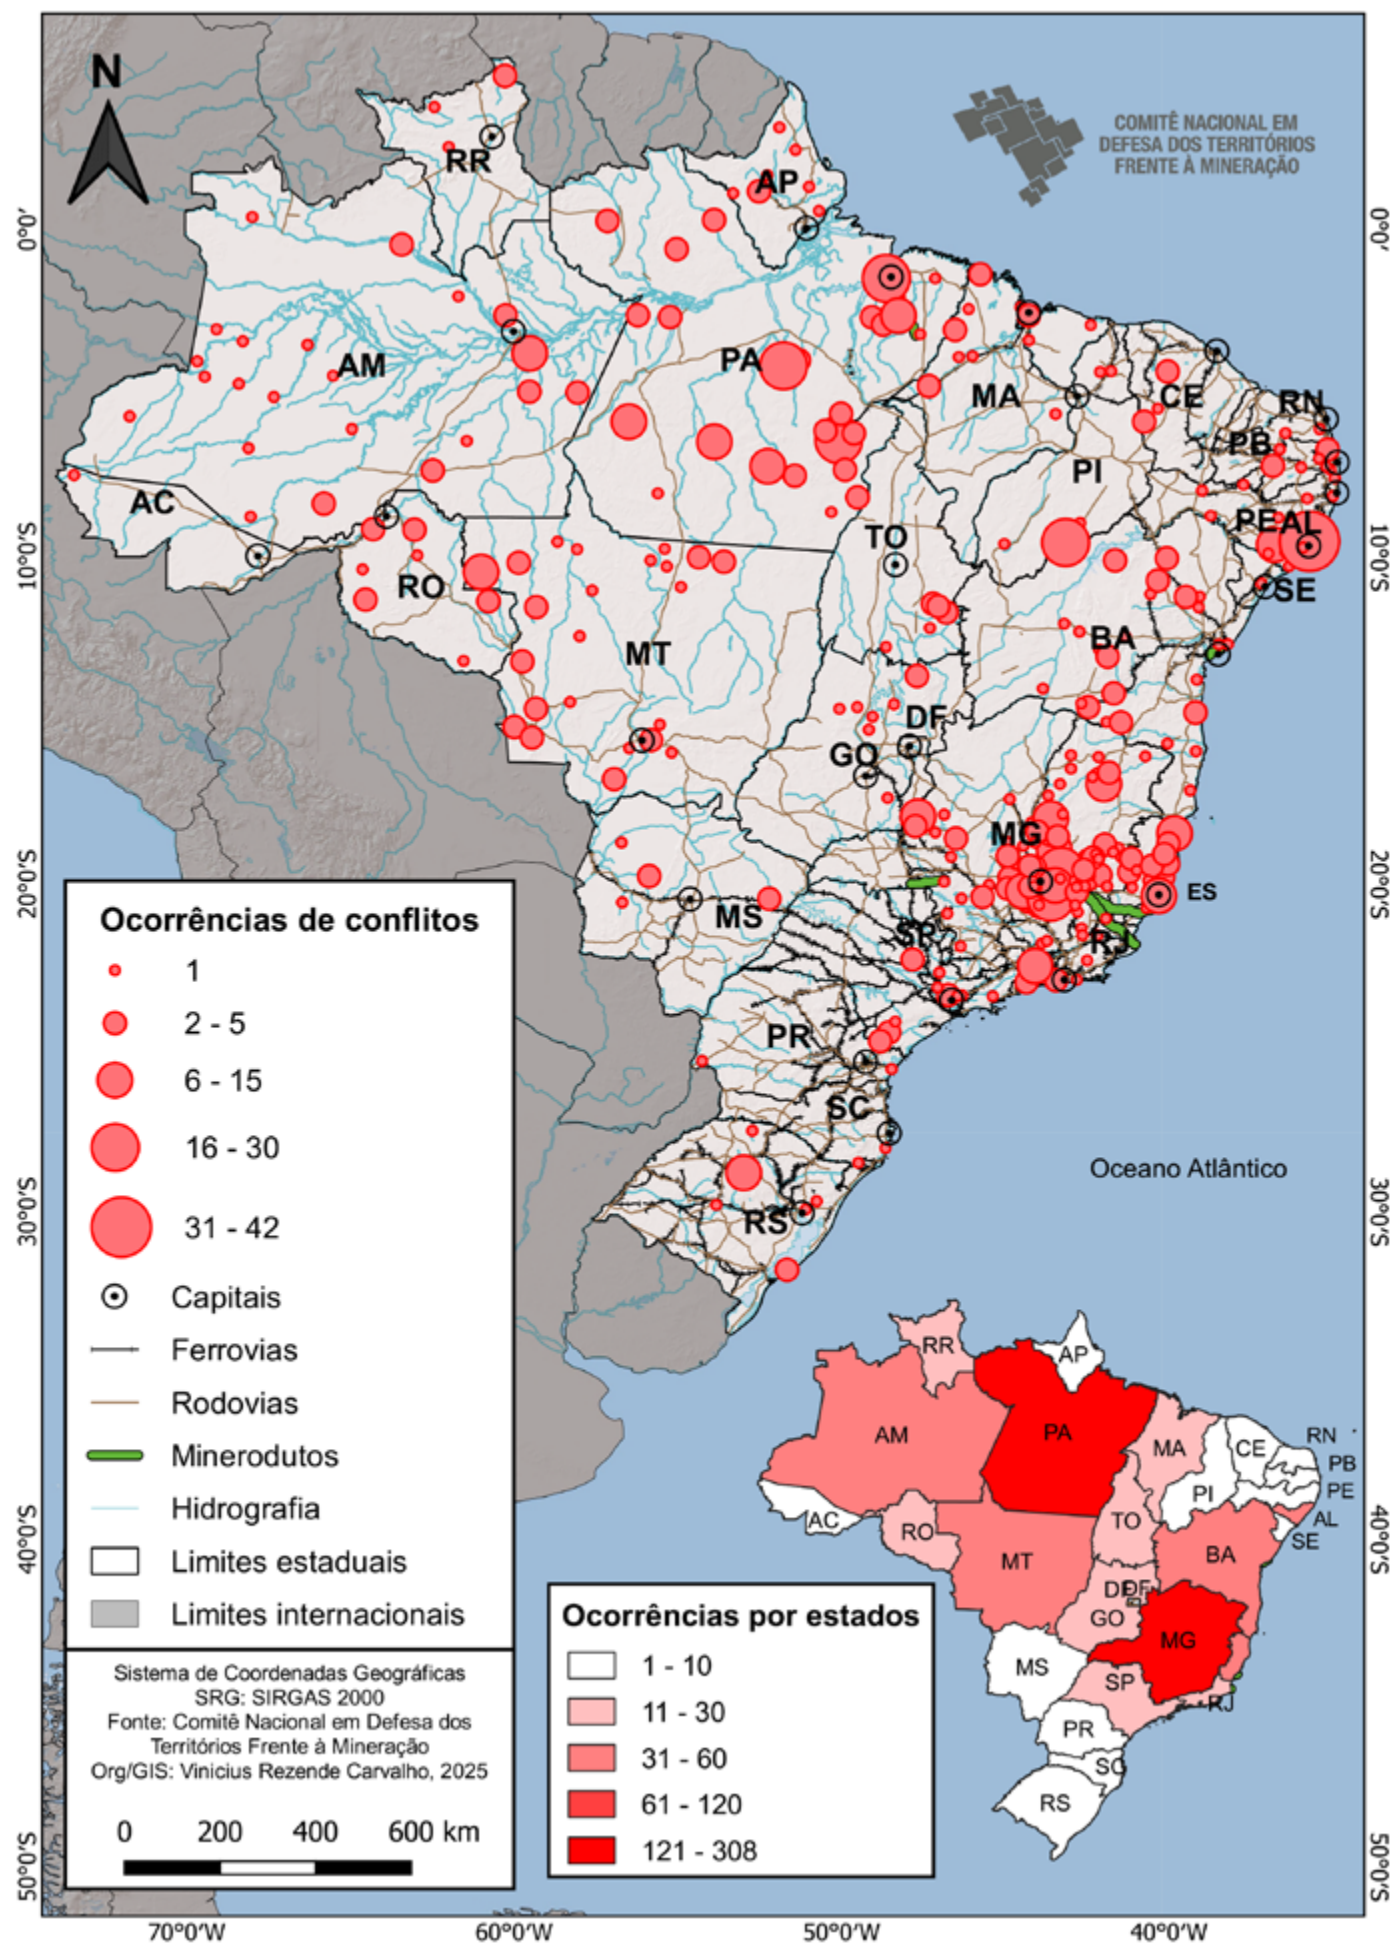 N
COMITÊ NACIONAL EM
DEFESA DOS TERRITÓRIOS
FRENTE À MINERAÇÃO
RR
AP
0°0'
0°0'
AM
PA
MA
CE
RN
PB
PI
AC
PE
AL
TO
10°0'S
10°0'S
RO
SE
MT
BA
DF
GO
MG
20°0'S
20°0'S
ES
MS
SP
RJ
PR
SC
Oceano Atlântico
RS
30°0'S
30°0'S
Ocorrências de conflitos
1
2 - 5
6 - 15
16 - 30
31 - 42
Capitais
Ferrovias
Rodovias
Minerodutos
Hidrografia
Limites estaduais
Limites internacionais
Sistema de Coordenadas Geográficas
SRG: SIRGAS 2000
Fonte: Comitê Nacional em Defesa dos
Territórios Frente à Mineração
Org/GIS: Vinicius Rezende Carvalho, 2025
0 200 400 600 km
RR
AP
AM
PA
MA
CE
RN
PB
PI
PE
AC
RO
TO
AL
SE
MT
BA
DF
DF
GO
MG
MS
SP
RJ
PR
SC
RS
40°0'S
40°0'S
Ocorrências por estados
1 - 10
11 - 30
31 - 60
61 - 120
121 - 308
50°0'S
50°0'S
70°0'W
60°0'W
50°0'W
40°0'W